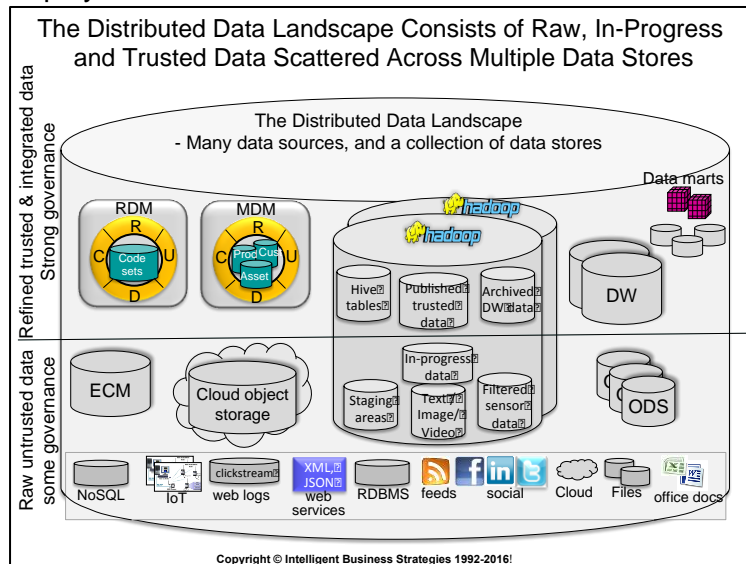 The Distributed Data Landscape Consists of Raw, In-Progress
and Trusted Data Scattered Across Multiple Data Stores
The Distributed Data Landscape
- Many data sources, and a collection of data stores
Refined trusted & integrated data
Strong governance
RDM
R
C
U
D
Code
sets
MDM
R
C
U
D
Prod
Cus
Asset
hadoop
hadoop
Hive
tables
Published
trusted
data
Archived
DW data
Data marts
DW
Raw untrusted data
some governance
ECM
Cloud object
storage
In-progress
data
Staging
areas
Text /
Image/
Video
Filtered
sensor
data
ODS
NoSQL
IoT
clickstream
web logs
XML,
JSON
web
services
RDBMS
feeds
f
in
t
social
Cloud
Files
X
W
office docs
Copyright © Intelligent Business Strategies 1992-2016!